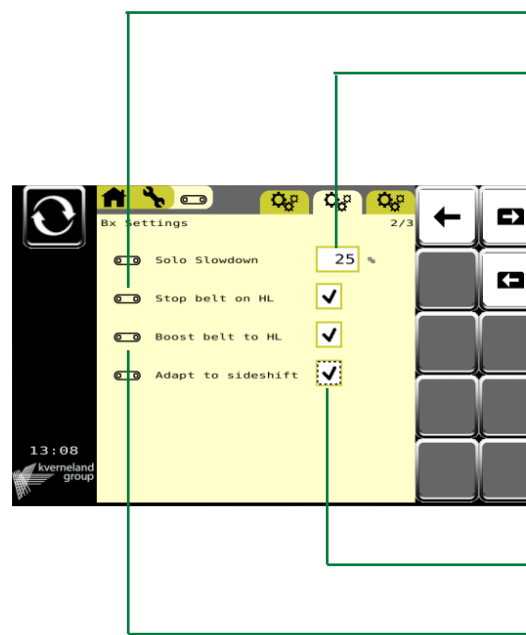 Bx Settings 2/3
Solo Slowdown 25 %
Stop belt on HL
Boost belt to HL
Adapt to sideshift
13:08
kverneland
group